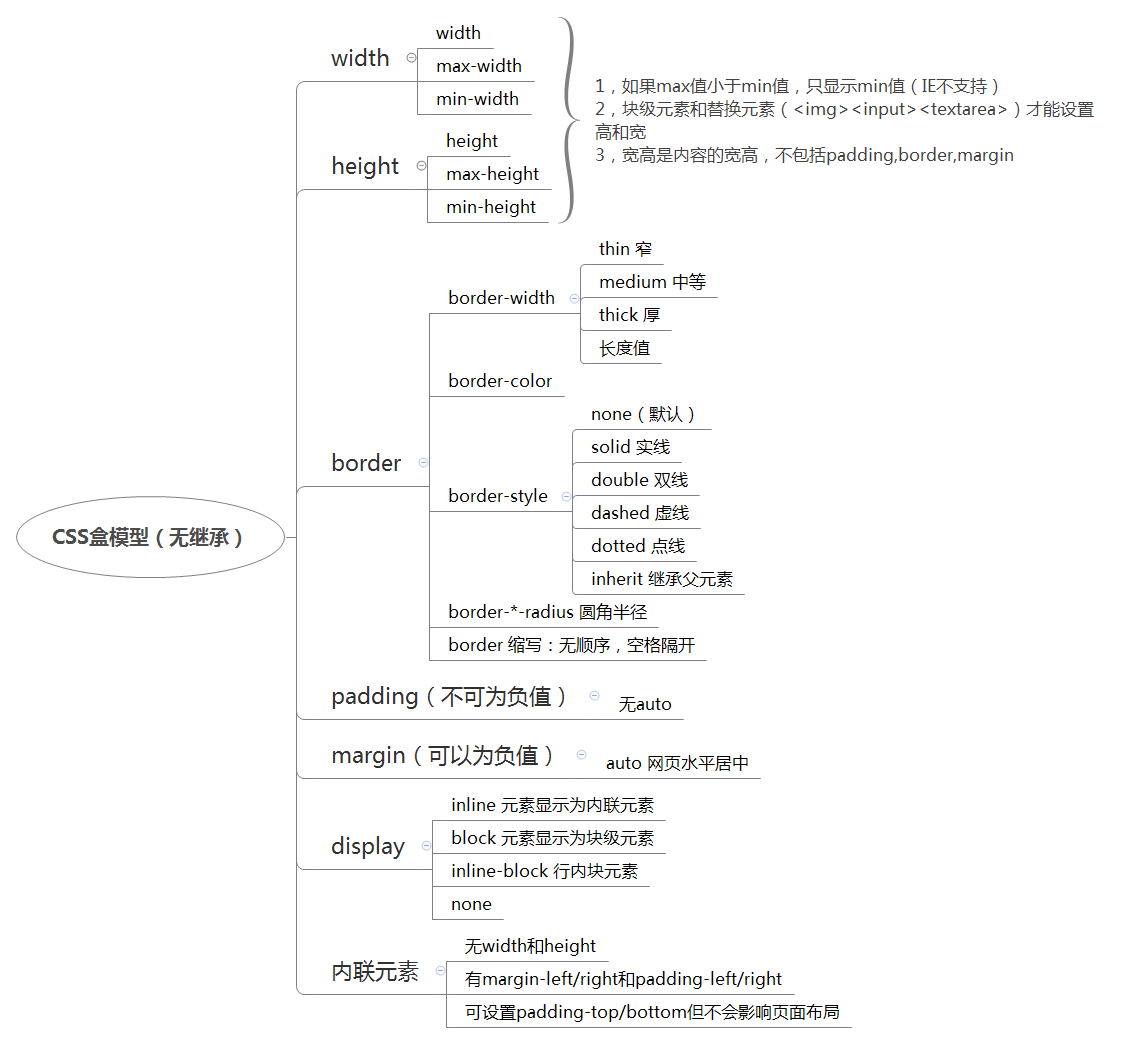 CSS盒模型（无继承）
width
width
max-width
min-width
height
height
max-height
min-height
1，如果max值小于min值，只显示min值（IE不支持）
2，块级元素和替换元素（<img><input><textarea>）才能设置
高和宽
3，宽高是内容的宽高，不包括padding,border,margin
border
border-width
thin 窄
medium 中等
thick 厚
长度值
border-color
border-style
none（默认）
solid 实线
double 双线
dashed 虚线
dotted 点线
inherit 继承父元素
border-*-radius 圆角半径
border 缩写：无顺序，空格隔开
padding（不可为负值）
无auto
margin（可以为负值）
auto 网页水平居中
display
inline 元素显示为内联元素
block 元素显示为块级元素
inline-block 行内块元素
none
内联元素
无width和height
有margin-left/right和padding-left/right
可设置padding-top/bottom但不会影响页面布局